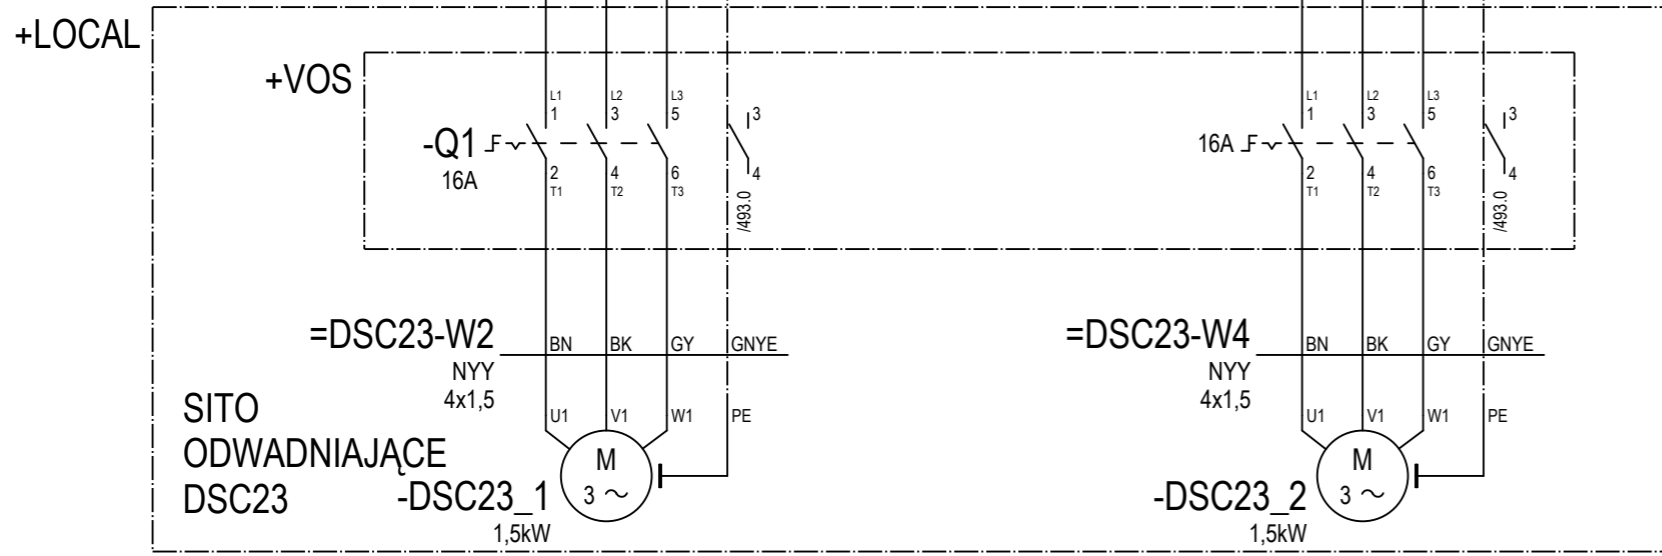 +LOCAL
+VOS
L1 L2 L3
1 3 5 3
-Q1
16A
2 4 6 4
T1 T2 T3
/493.0
L1 L2 L3
1 3 5 3
16A
2 4 6 4
T1 T2 T3
/493.0
=DSC23-W2
BN BK GY GNYE
NYY
4x1,5
U1 V1 W1 PE
=DSC23-W4
BN BK GY GNYE
NYY
4x1,5
U1 V1 W1 PE
SITO
ODWADNIAJĄCE
DSC23
M
3 ~
-DSC23_1
1,5kW
M
3 ~
-DSC23_2
1,5kW